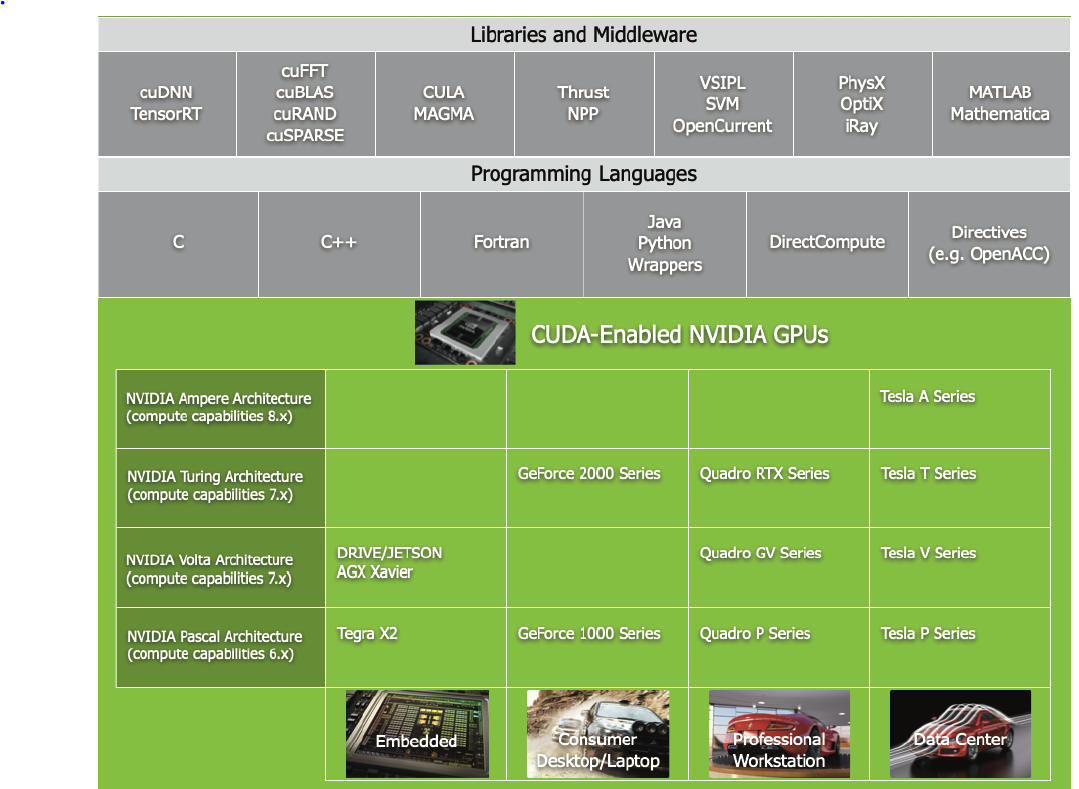 Libraries and Middleware
cuDNN
TensorRT
cuFFT
cuBLAS
cuRAND
cuSPARSE
CULA
MAGMA
Thrust
NPP
VSIPL
SVM
OpenCurrent
PhysX
OptiX
iRay
MATLAB
Mathematica
Programming Languages
C
C++
Fortran
Java
Python
Wrappers
DirectCompute
Directives
(e.g. OpenACC)
CUDA-Enabled NVIDIA GPUs
NVIDIA Ampere Architecture
(compute capabilities 8.x)
Tesla A Series
NVIDIA Turing Architecture
(compute capabilities 7.x)
GeForce 2000 Series
Quadro RTX Series
Tesla T Series
NVIDIA Volta Architecture
(compute capabilities 7.x)
DRIVE/JETSON
AGX Xavier
Quadro GV Series
Tesla V Series
NVIDIA Pascal Architecture
(compute capabilities 6.x)
Tegra X2
GeForce 1000 Series
Quadro P Series
Tesla P Series
Embedded
Consumer
Desktop/Laptop
Professional
Workstation
Data Center